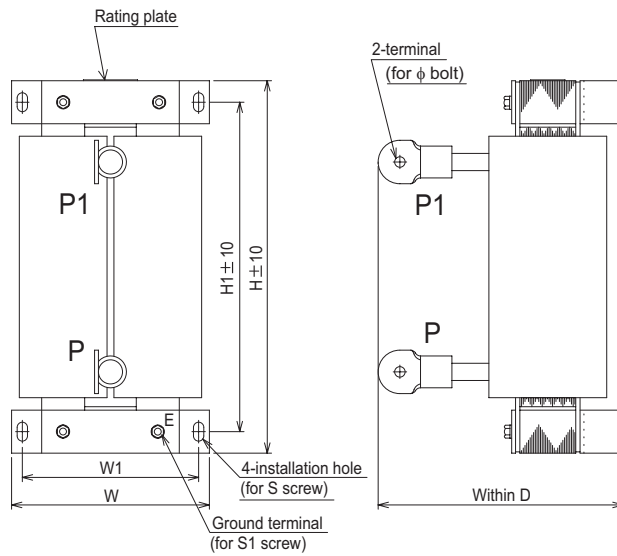 Rating plate
2-terminal
(for ϕ bolt)
P1
P1
H1±10
H±10
P
P
E
W1
4-installation hole
(for S screw)
W
Within D
Ground terminal
(for S1 screw)